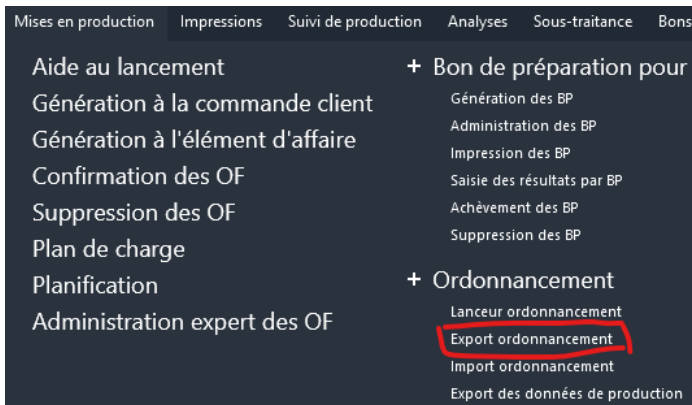 Mises en production Impressions Suivi de production Analyses Sous-traitance Bons
Aide au lancement
Génération à la commande client
Génération à l'élément d'affaire
Confirmation des OF
Suppression des OF
Plan de charge
Planification
Administration expert des OF
+ Bon de préparation pour
Génération des BP
Administration des BP
Impression des BP
Saisie des résultats par BP
Achèvement des BP
Suppression des BP
+ Ordonnancement
Lanceur ordonnancement
Export ordonnancement
Import ordonnancement
Export des données de production